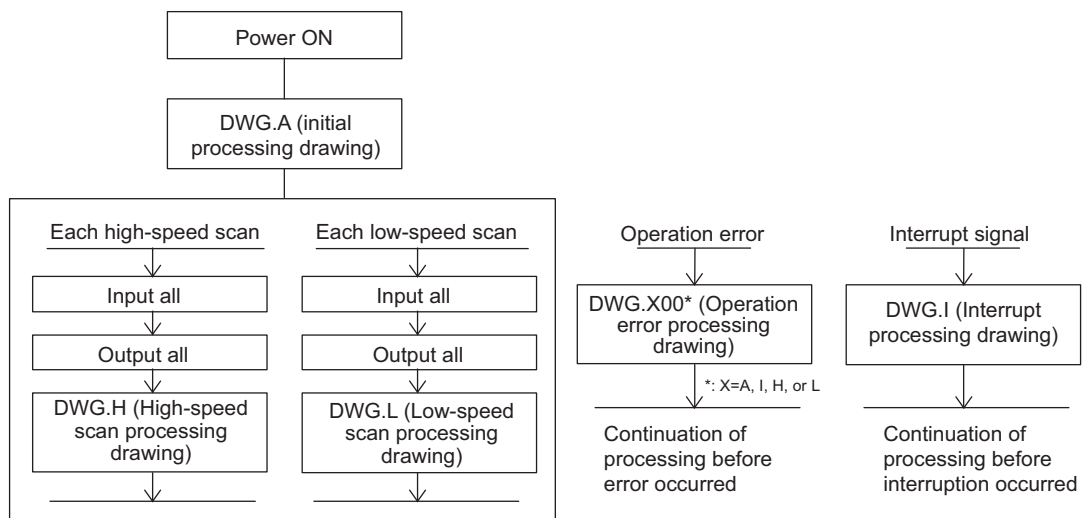 Power ON
DWG.A (initial
processing drawing)
Each high-speed scan
Input all
Output all
DWG.H (High-speed
scan processing
drawing)
Each low-speed scan
Input all
Output all
DWG.L (Low-speed
scan processing
drawing)
Operation error
DWG.X00* (Operation
error processing
drawing)
*: X=A, I, H, or L
Continuation of
processing before
error occurred
Interrupt signal
DWG.I (Interrupt
processing drawing)
Continuation of
processing before
interruption occurred